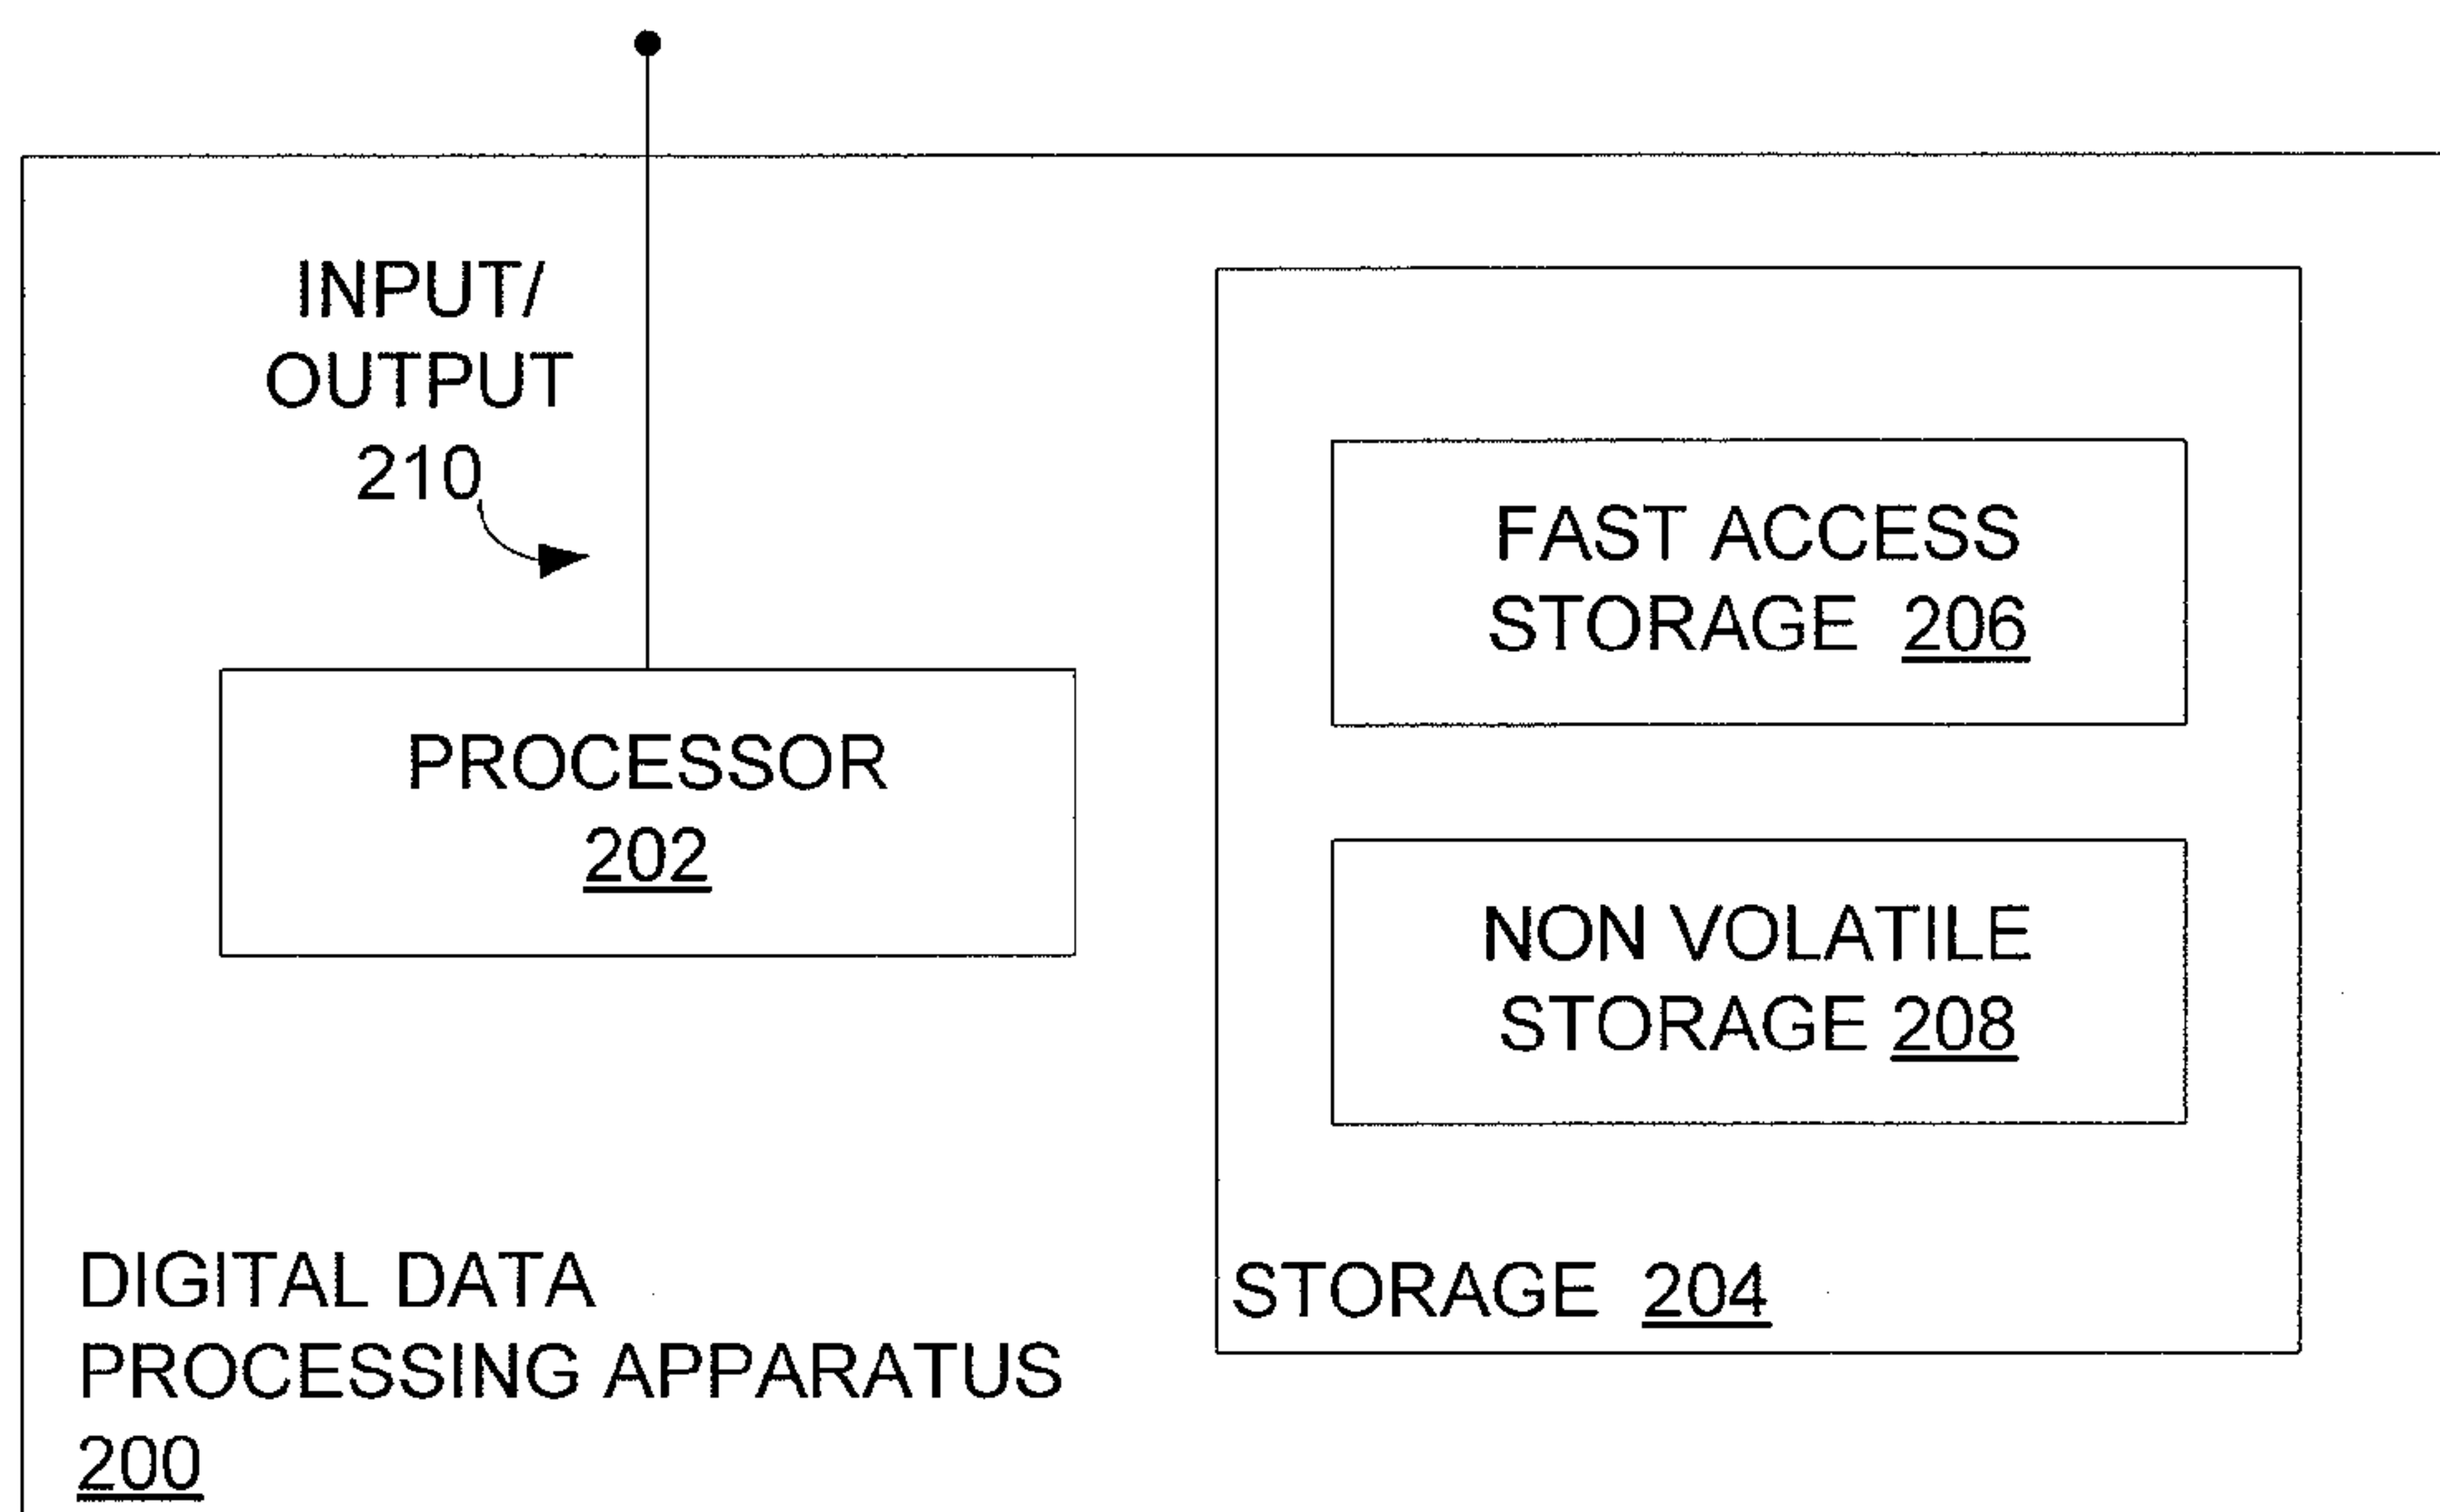 INPUT/
OUTPUT
210
PROCESSOR
202
FAST ACCESS
STORAGE 206
NON VOLATILE
STORAGE 208
STORAGE 204
DIGITAL DATA
PROCESSING APPARATUS
200